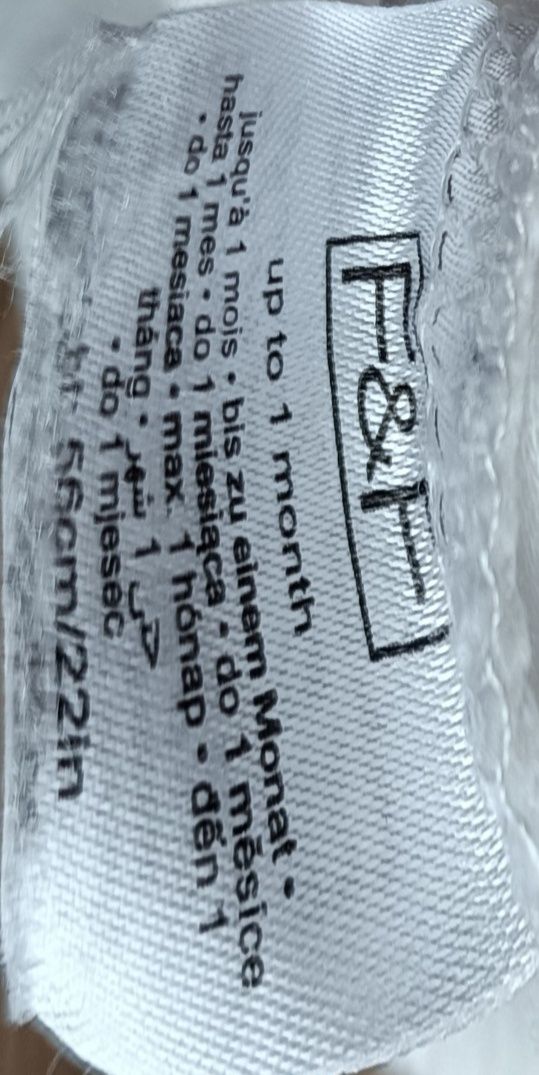 F&F
up to 1 month
jusqu'à 1 mois • bis zu einem Monat •
hasta 1 mes • do 1 miesiąca • do 1 měsíce
• do 1 mesiaca • max. 1 hónap • đến 1
tháng • حتى 1 شهر
• do 1 mjesec
56cm/22in